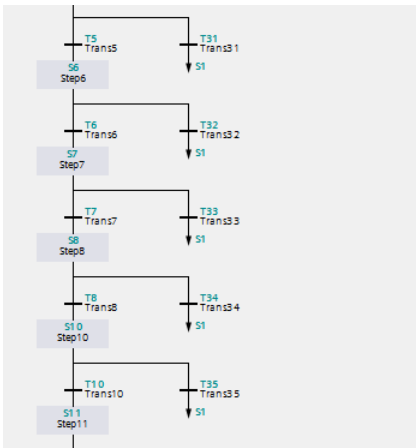 T5 T31
Trans5 Trans31
S6 S1
Step6
T6 T32
Trans6 Trans32
S7 S1
Step7
T7 T33
Trans7 Trans33
S8 S1
Step8
T8 T34
Trans8 Trans34
S10 S1
Step10
T10 T35
Trans10 Trans35
S11 S1
Step11